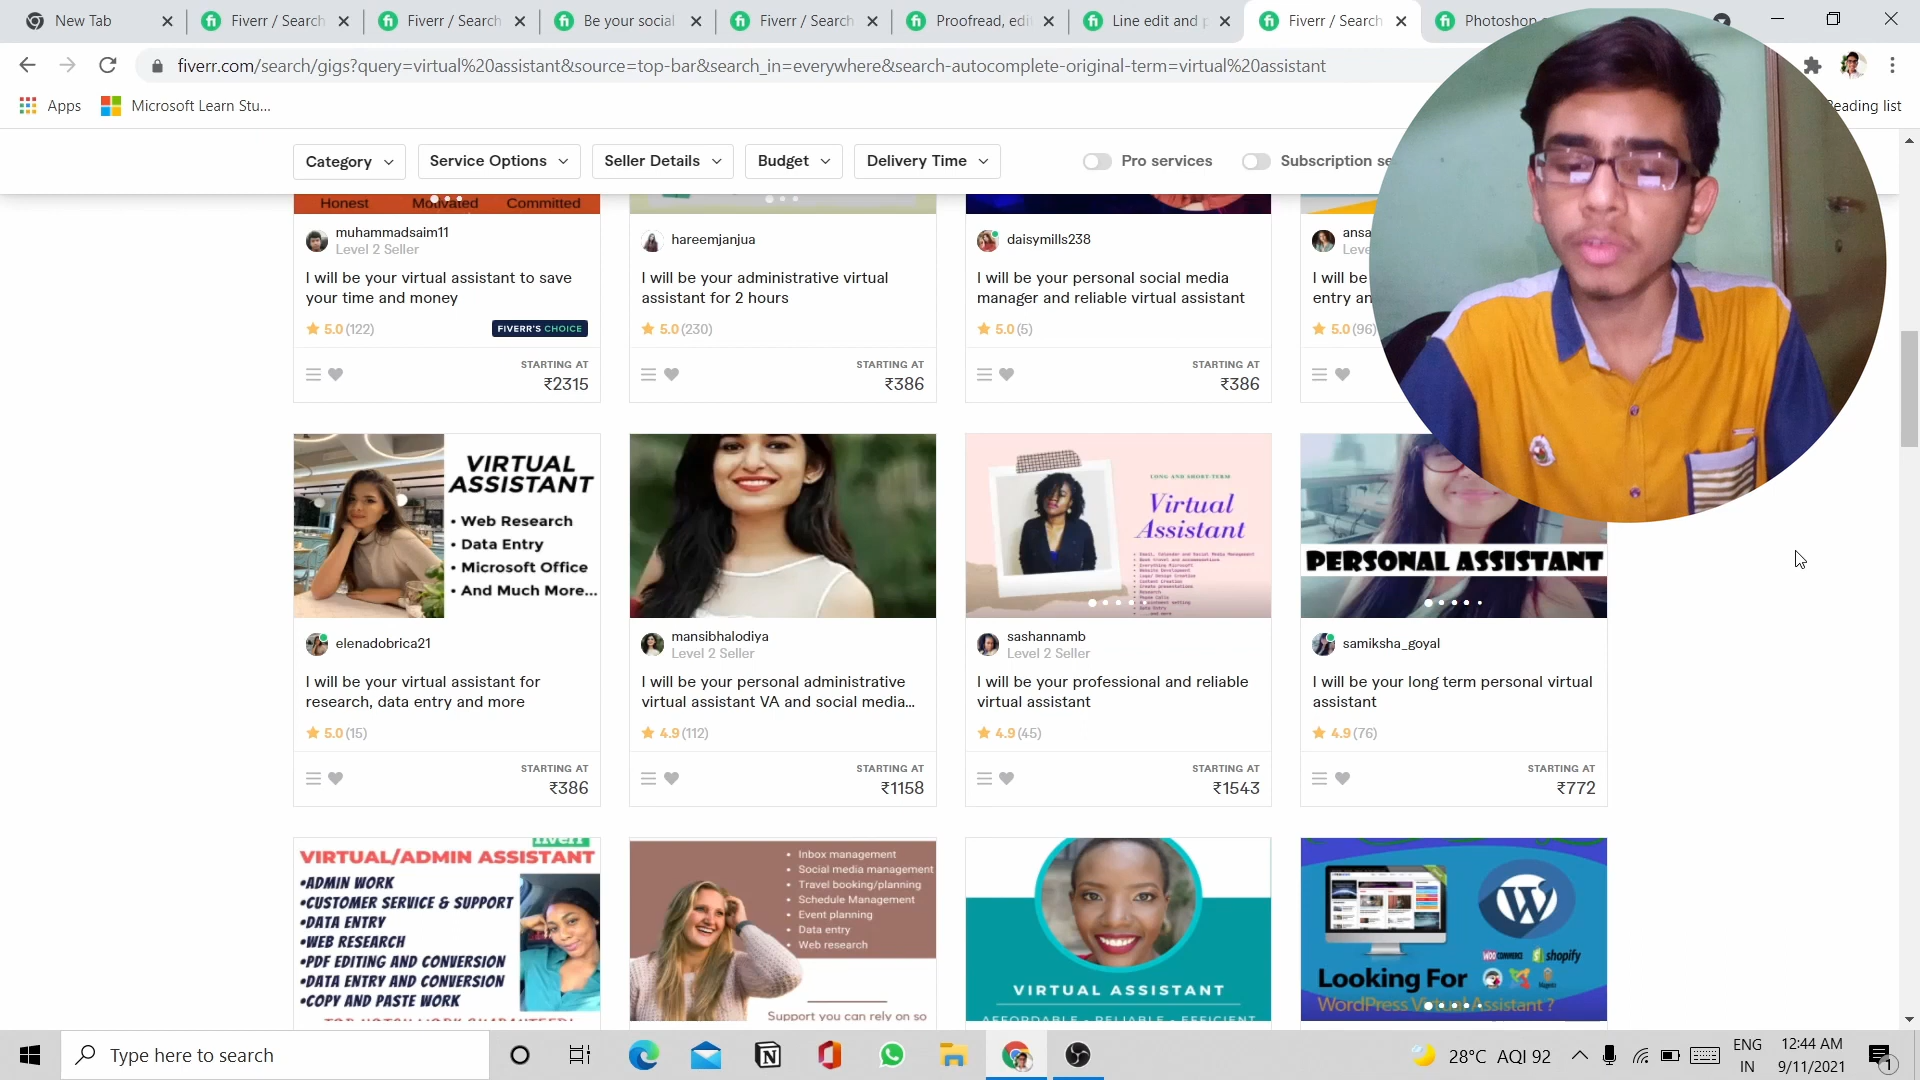 New Tab
Fiverr / Search
Fiverr / Search
Be your social
Fiverr / Search
Proofread, edi
Line edit and p
Fiverr / Search
Photoshop
fiverr.com/search/gigs?query=virtual%20assistant&source=top-bar&search_in=everywhere&search-autocomplete-original-term=virtual%20assistant
Apps
Microsoft Learn Stu...
Reading list
Category
Service Options
Seller Details
Budget
Delivery Time
Pro services
Subscription se
Honest Motivated Committed
muhammadsaim11
Level 2 Seller
I will be your virtual assistant to save
your time and money
5.0 (122)
FIVERR'S CHOICE
STARTING AT
₹2315
hareemjanjua
I will be your administrative virtual
assistant for 2 hours
5.0 (230)
STARTING AT
₹386
daisymills238
I will be your personal social media
manager and reliable virtual assistant
5.0 (5)
STARTING AT
₹386
ansa
Leve
I will be
entry an
5.0 (96)
VIRTUAL
ASSISTANT
• Web Research
• Data Entry
• Microsoft Office
• And Much More...
elenadobrica21
I will be your virtual assistant for
research, data entry and more
5.0 (15)
STARTING AT
₹386
mansibhalodiya
Level 2 Seller
I will be your personal administrative
virtual assistant VA and social media...
4.9 (112)
STARTING AT
₹1158
LONG AND SHORT-TERM
Virtual
Assistant
sashannamb
Level 2 Seller
I will be your professional and reliable
virtual assistant
4.9 (45)
STARTING AT
₹1543
PERSONAL ASSISTANT
samiksha_goyal
I will be your long term personal virtual
assistant
4.9 (76)
STARTING AT
₹772
fiverr
VIRTUAL/ADMIN ASSISTANT
•ADMIN WORK
•CUSTOMER SERVICE & SUPPORT
•DATA ENTRY
•WEB RESEARCH
•PDF EDITING AND CONVERSION
•DATA ENTRY AND CONVERSION
•COPY AND PASTE WORK
• Inbox management
• Social media management
• Travel booking/planning
• Schedule Management
• Event planning
• Data entry
• Web research
Support you can rely on so
VIRTUAL ASSISTANT
AFFORDABLE - RELIABLE - EFFICIENT
WOOCOMMERCE shopify
Looking For
WordPress Virtual Assistant ?
Type here to search
28°C AQI 92
ENG
IN
12:44 AM
9/11/2021
1